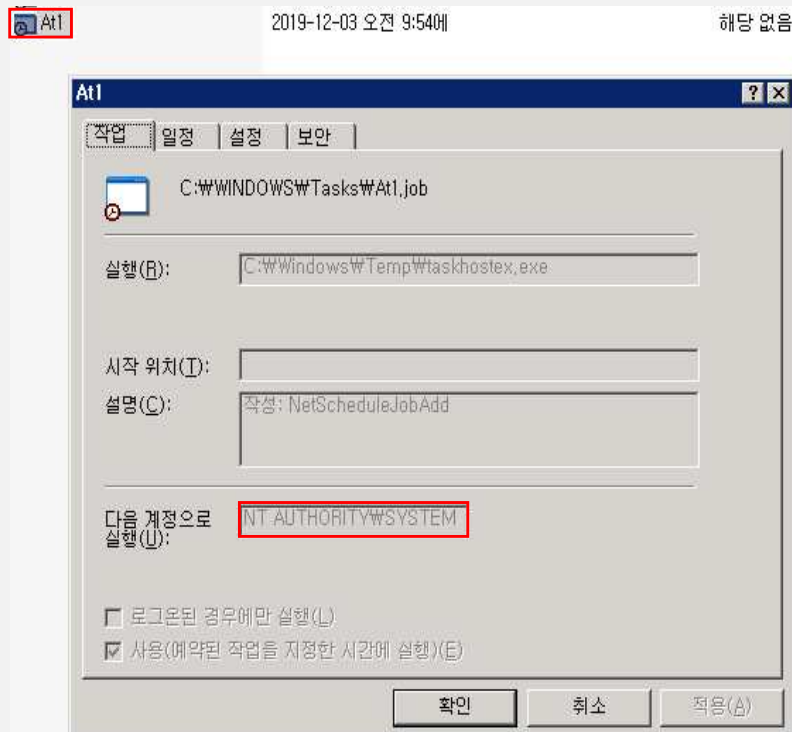 At1 2019-12-03 오전 9:54에 해당 없음
At1
작업 일정 설정 보안
C:₩WINDOWS₩Tasks₩At1.job
실행(R): C:₩Windows₩Temp₩taskhostex.exe
시작 위치(T):
설명(C): 작성: NetScheduleJobAdd
다음 계정으로 NT AUTHORITY₩SYSTEM
실행(U):
로그온된 경우에만 실행(L)
사용(예약된 작업을 지정한 시간에 실행)(E)
확인 취소 적용(A)